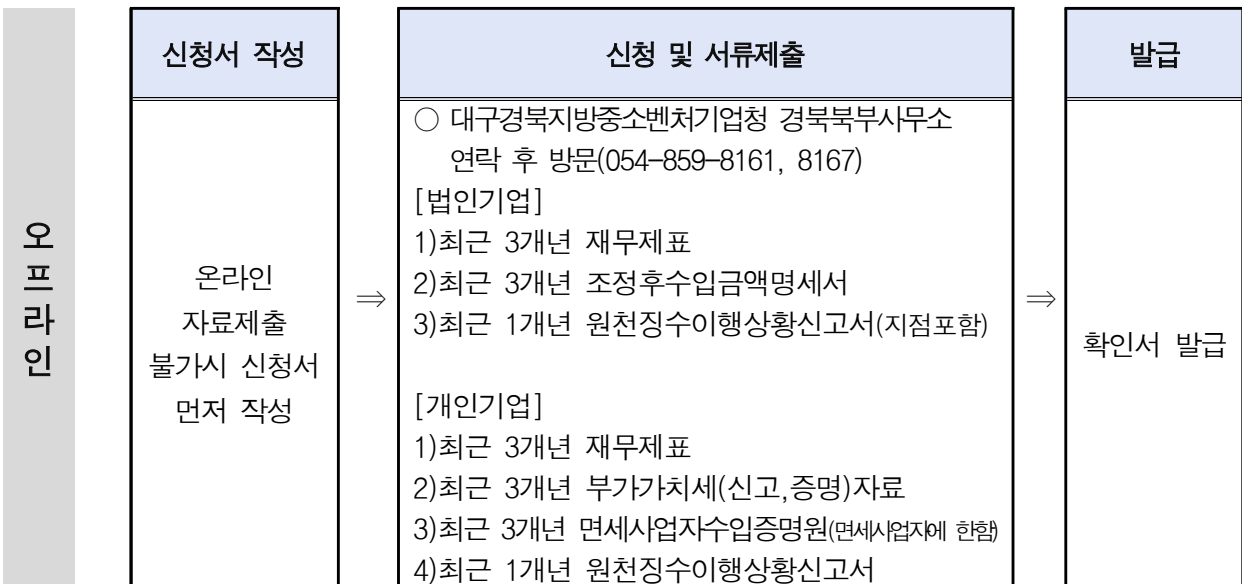 오프라인
신청서 작성
온라인
자료제출
불가시 신청서
먼저 작성
⇒
신청 및 서류제출
○ 대구경북지방중소벤처기업청 경북북부사무소
연락 후 방문(054-859-8161, 8167)
[법인기업]
1)최근 3개년 재무제표
2)최근 3개년 조정후수입금액명세서
3)최근 1개년 원천징수이행상황신고서(지점포함)
[개인기업]
1)최근 3개년 재무제표
2)최근 3개년 부가가치세(신고,증명)자료
3)최근 3개년 면세사업자수입증명원(면세사업자에 한함)
4)최근 1개년 원천징수이행상황신고서
⇒
발급
확인서 발급